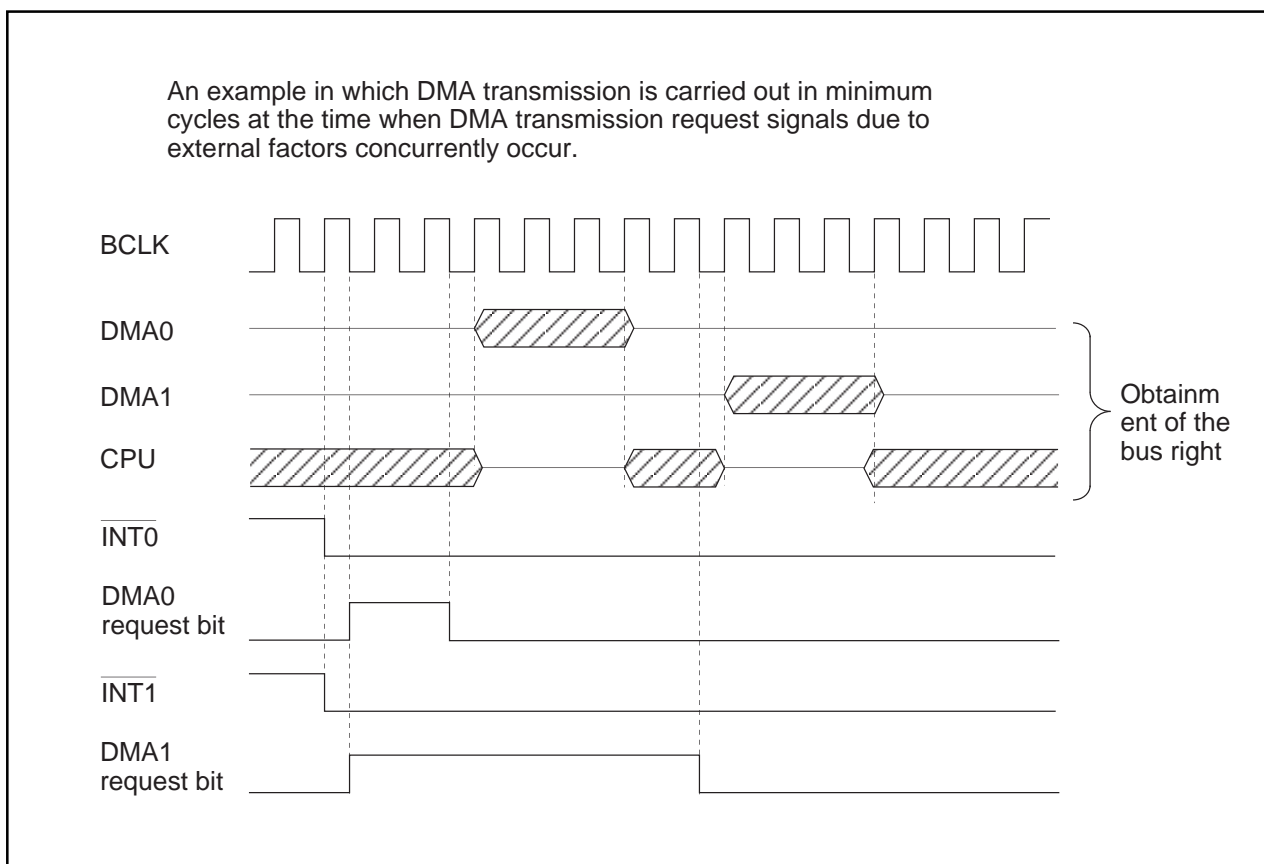 An example in which DMA transmission is carried out in minimum
cycles at the time when DMA transmission request signals due to
external factors concurrently occur.
BCLK
DMA0
DMA1
CPU
Obtainm
ent of the
bus right
INT0
DMA0
request bit
INT1
DMA1
request bit